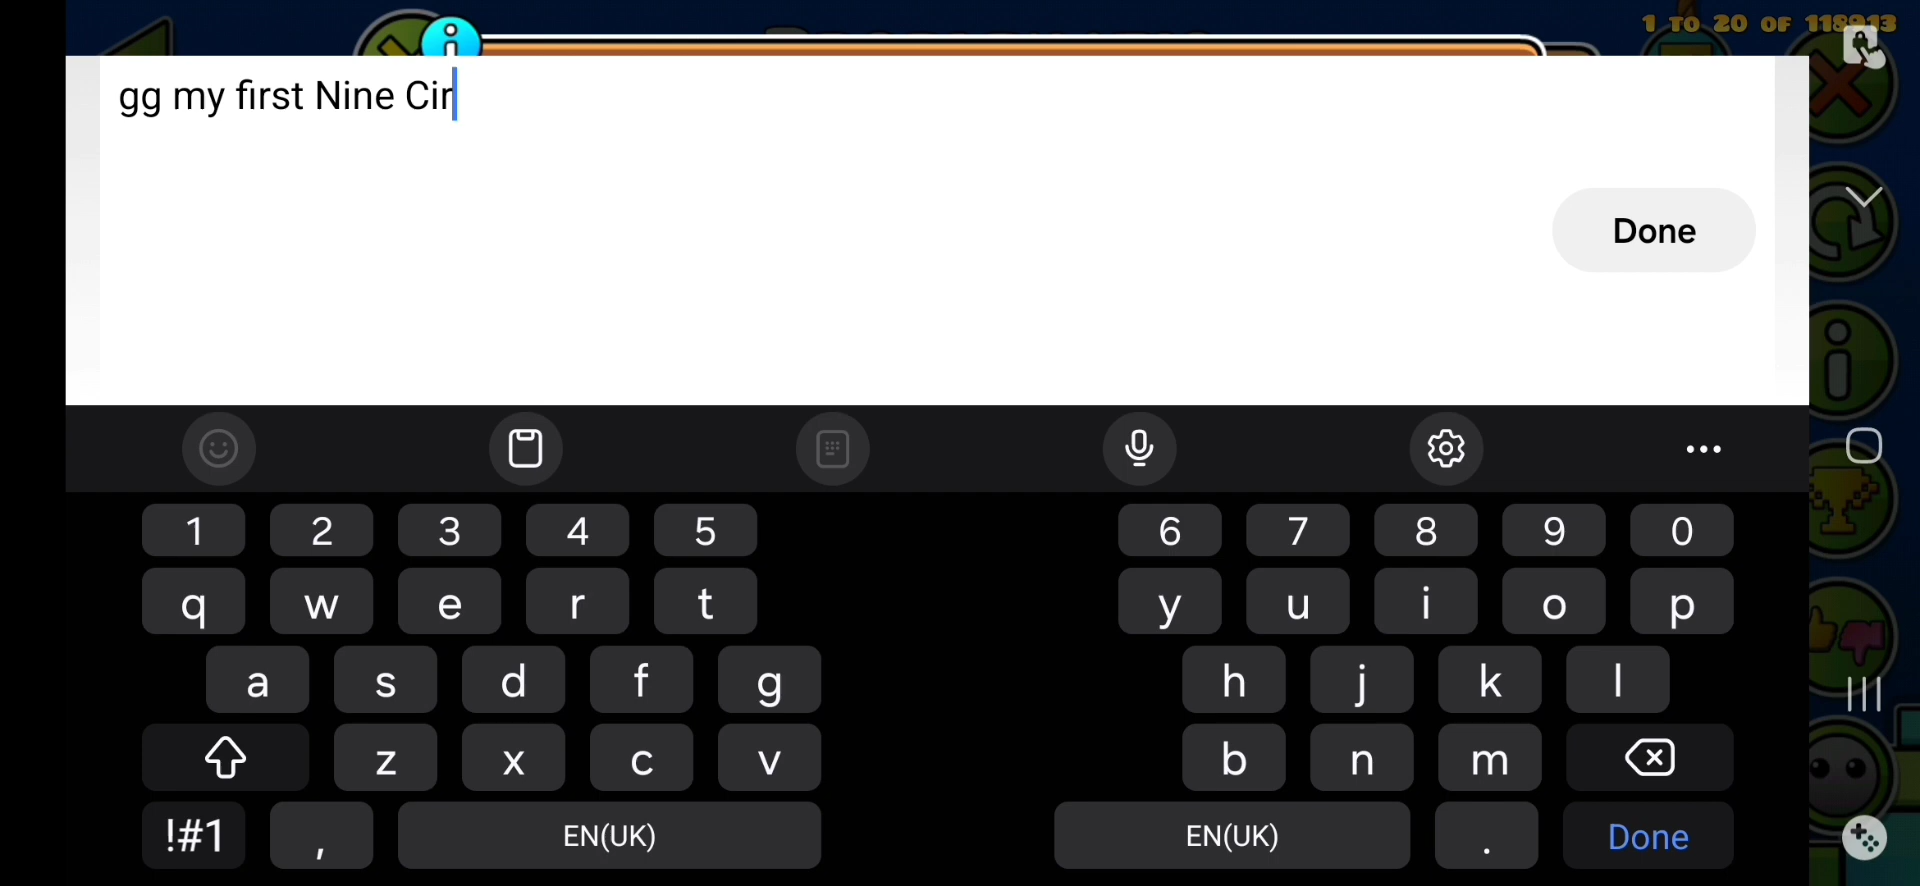 1 TO 20 OF 118913
gg my first Nine Cir
Done
1 2 3 4 5 6 7 8 9 0
q w e r t y u i o p
a s d f g h j k l
z x c v b n m
!#1 , EN(UK) EN(UK) . Done